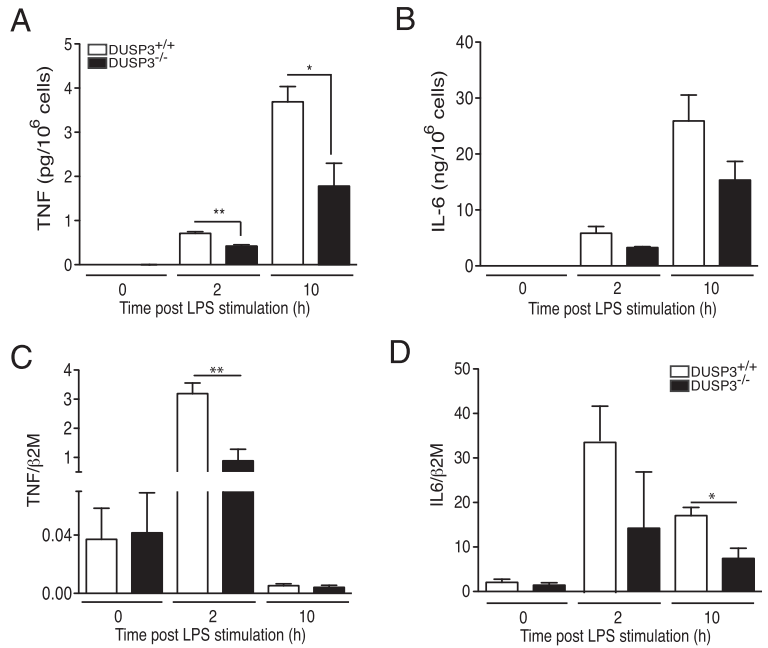 A
DUSP3+/+
DUSP3-/-
TNF (pg/10^6 cells)
5
4
3
2
1
0
**
*
0 2 10
Time post LPS stimulation (h)
B
IL-6 (ng/10^6 cells)
40
30
20
10
0
0 2 10
Time post LPS stimulation (h)
C
TNF/β2M
4
3
2
1
0.04
0.00
**
0 2 10
Time post LPS stimulation (h)
D
DUSP3+/+
DUSP3-/-
IL6/β2M
50
40
30
20
10
0
*
0 2 10
Time post LPS stimulation (h)